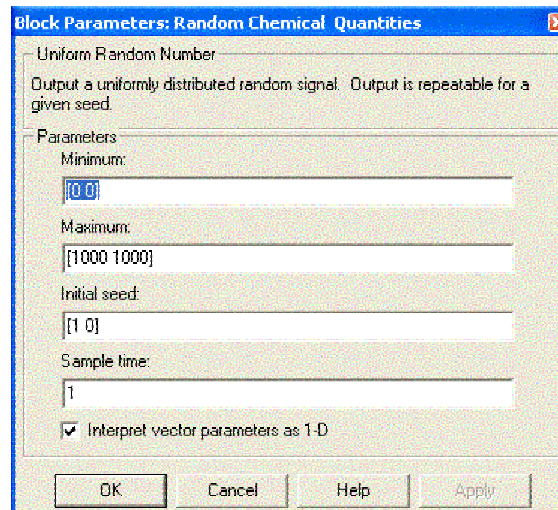 Block Parameters: Random Chemical Quantities
Uniform Random Number
Output a uniformly distributed random signal. Output is repeatable for a
given seed.
Parameters
Minimum:
[0 0]
Maximum:
[1000 1000]
Initial seed:
[1 0]
Sample time:
1
Interpret vector parameters as 1-D
OK Cancel Help Apply